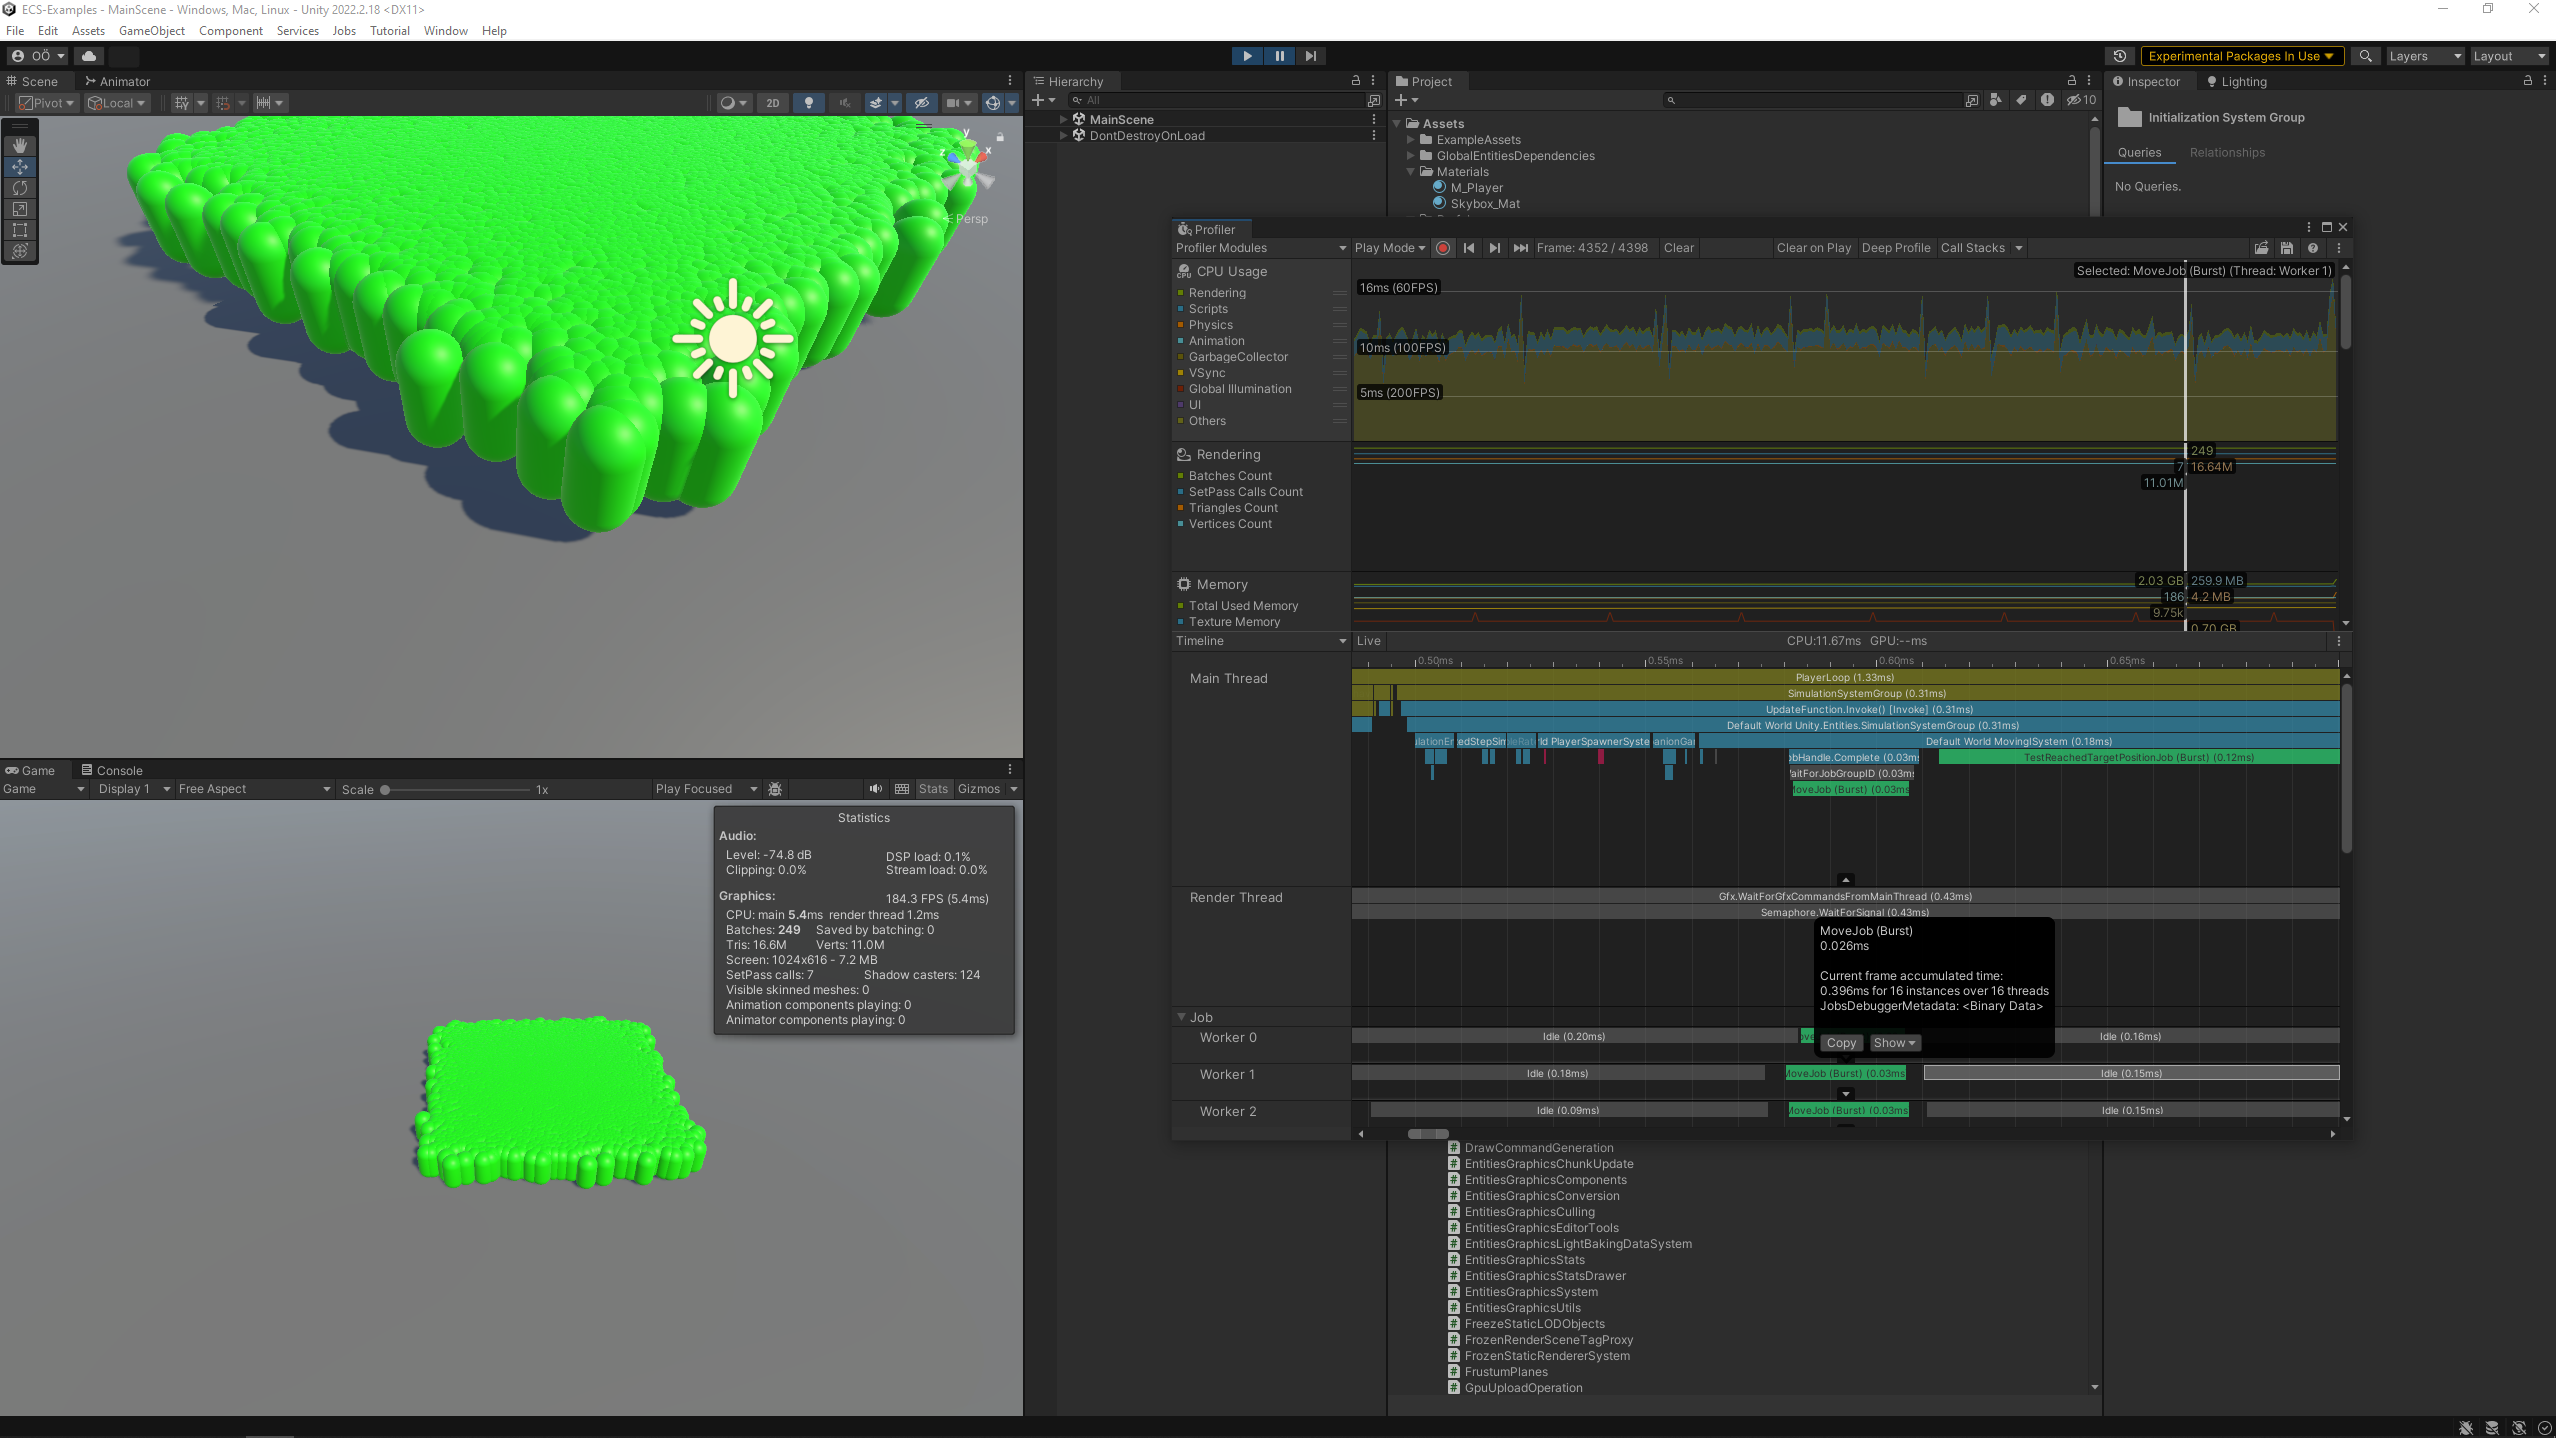 ECS-Examples - MainScene - Windows, Mac, Linux - Unity 2022.2.18 <DX11>
File Edit Assets GameObject Component Services Jobs Tutorial Window Help
OÖ
Experimental Packages In Use
Layers
Layout
Scene
Animator
Pivot
Local
2D
y
x
z
Persp
Hierarchy
All
MainScene
DontDestroyOnLoad
Project
10
Assets
ExampleAssets
GlobalEntitiesDependencies
Materials
M_Player
Skybox_Mat
Inspector
Lighting
Initialization System Group
Queries
Relationships
No Queries.
Profiler
Profiler Modules
Play Mode
Frame: 4352 / 4398
Clear
Clear on Play
Deep Profile
Call Stacks
CPU Usage
Rendering
Scripts
Physics
Animation
GarbageCollector
VSync
Global Illumination
UI
Others
Selected: MoveJob (Burst) (Thread: Worker 1)
16ms (60FPS)
10ms (100FPS)
5ms (200FPS)
Rendering
Batches Count
SetPass Calls Count
Triangles Count
Vertices Count
249
7
16.64M
11.01M
Memory
Total Used Memory
Texture Memory
2.03 GB
259.9 MB
186
4.2 MB
9.75k
0.70 GB
Timeline
Live
CPU:11.67ms GPU:--ms
0.50ms
0.55ms
0.60ms
0.65ms
Main Thread
PlayerLoop (1.33ms)
SimulationSystemGroup (0.31ms)
UpdateFunction.Invoke() [Invoke] (0.31ms)
Default World Unity.Entities.SimulationSystemGroup (0.31ms)
PlayerSpawnerSyste
Default World MovingISystem (0.18ms)
bHandle.Complete (0.03ms
TestReachedTargetPositionJob (Burst) (0.12ms)
aitForJobGroupID (0.03ms
MoveJob (Burst) (0.03ms
Render Thread
Gfx.WaitForGfxCommandsFromMainThread (0.43ms)
Semaphore.WaitForSignal (0.43ms)
MoveJob (Burst)
0.026ms
Current frame accumulated time:
0.396ms for 16 instances over 16 threads
JobsDebuggerMetadata: <Binary Data>
Copy
Show
Job
Worker 0
Idle (0.20ms)
Idle (0.16ms)
Worker 1
Idle (0.18ms)
MoveJob (Burst) (0.03ms
Idle (0.15ms)
Worker 2
Idle (0.09ms)
MoveJob (Burst) (0.03ms
Idle (0.15ms)
DrawCommandGeneration
EntitiesGraphicsChunkUpdate
EntitiesGraphicsComponents
EntitiesGraphicsConversion
EntitiesGraphicsCulling
EntitiesGraphicsEditorTools
EntitiesGraphicsLightBakingDataSystem
EntitiesGraphicsStats
EntitiesGraphicsStatsDrawer
EntitiesGraphicsSystem
EntitiesGraphicsUtils
FreezeStaticLODObjects
FrozenRenderSceneTagProxy
FrozenStaticRendererSystem
FrustumPlanes
GpuUploadOperation
Game
Console
Game
Display 1
Free Aspect
Scale
1x
Play Focused
Stats
Gizmos
Statistics
Audio:
Level: -74.8 dB
DSP load: 0.1%
Clipping: 0.0%
Stream load: 0.0%
Graphics:
184.3 FPS (5.4ms)
CPU: main 5.4ms render thread 1.2ms
Batches: 249 Saved by batching: 0
Tris: 16.6M Verts: 11.0M
Screen: 1024x616 - 7.2 MB
SetPass calls: 7 Shadow casters: 124
Visible skinned meshes: 0
Animation components playing: 0
Animator components playing: 0